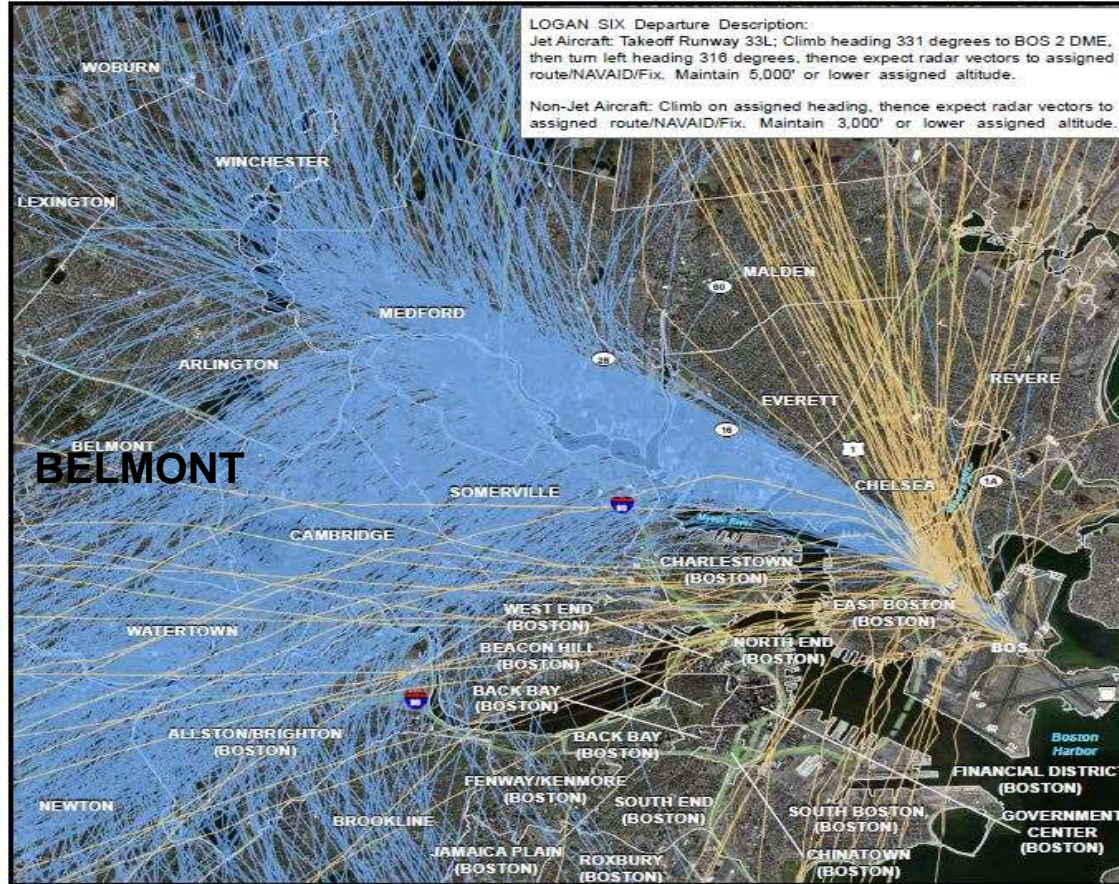 LOGAN SIX Departure Description:
Jet Aircraft: Takeoff Runway 33L; Climb heading 331 degrees to BOS 2 DME,
then turn left heading 316 degrees, thence expect radar vectors to assigned
route/NAVAID/Fix. Maintain 5,000' or lower assigned altitude.
Non-Jet Aircraft: Climb on assigned heading, thence expect radar vectors to
assigned route/NAVAID/Fix. Maintain 3,000' or lower assigned altitude.
WOBURN
WINCHESTER
LEXINGTON
MALDEN
60
MEDFORD
ARLINGTON
28
REVERE
EVERETT
16
1
BELMONT
BELMONT
CHELSEA
1A
SOMERVILLE
93
Mystic River
CAMBRIDGE
CHARLESTOWN
(BOSTON)
WEST END
(BOSTON)
EAST BOSTON
(BOSTON)
WATERTOWN
BEACON HILL
(BOSTON)
NORTH END
(BOSTON)
BOS
BACK BAY
(BOSTON)
90
ALLSTON/BRIGHTON
(BOSTON)
BACK BAY
(BOSTON)
Boston
Harbor
FENWAY/KENMORE
(BOSTON)
FINANCIAL DISTRICT
(BOSTON)
NEWTON
BROOKLINE
SOUTH END
(BOSTON)
SOUTH BOSTON
(BOSTON)
GOVERNMENT
CENTER
(BOSTON)
JAMAICA PLAIN
(BOSTON)
ROXBURY
(BOSTON)
CHINATOWN
(BOSTON)